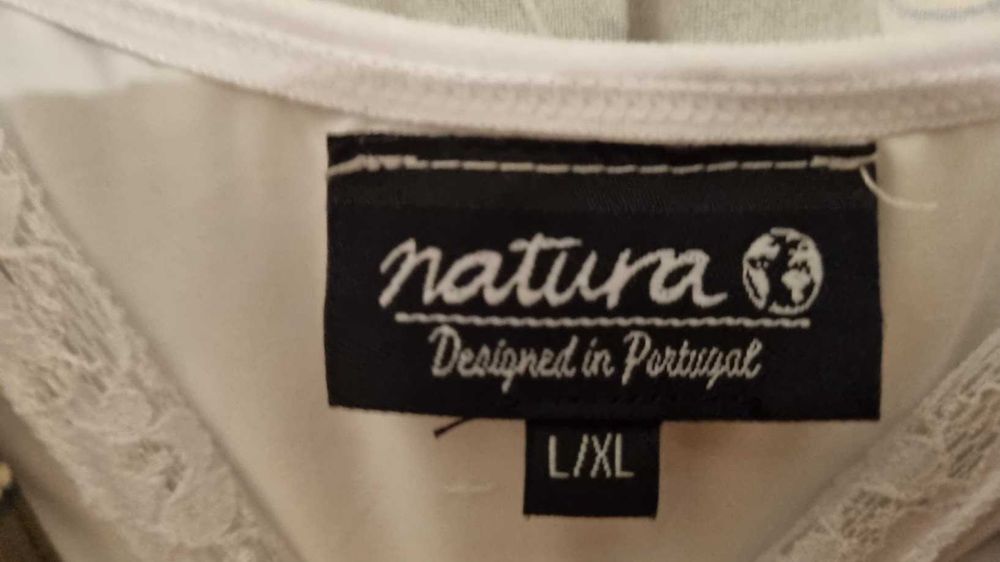 natura
Designed in Portugal
L/XL